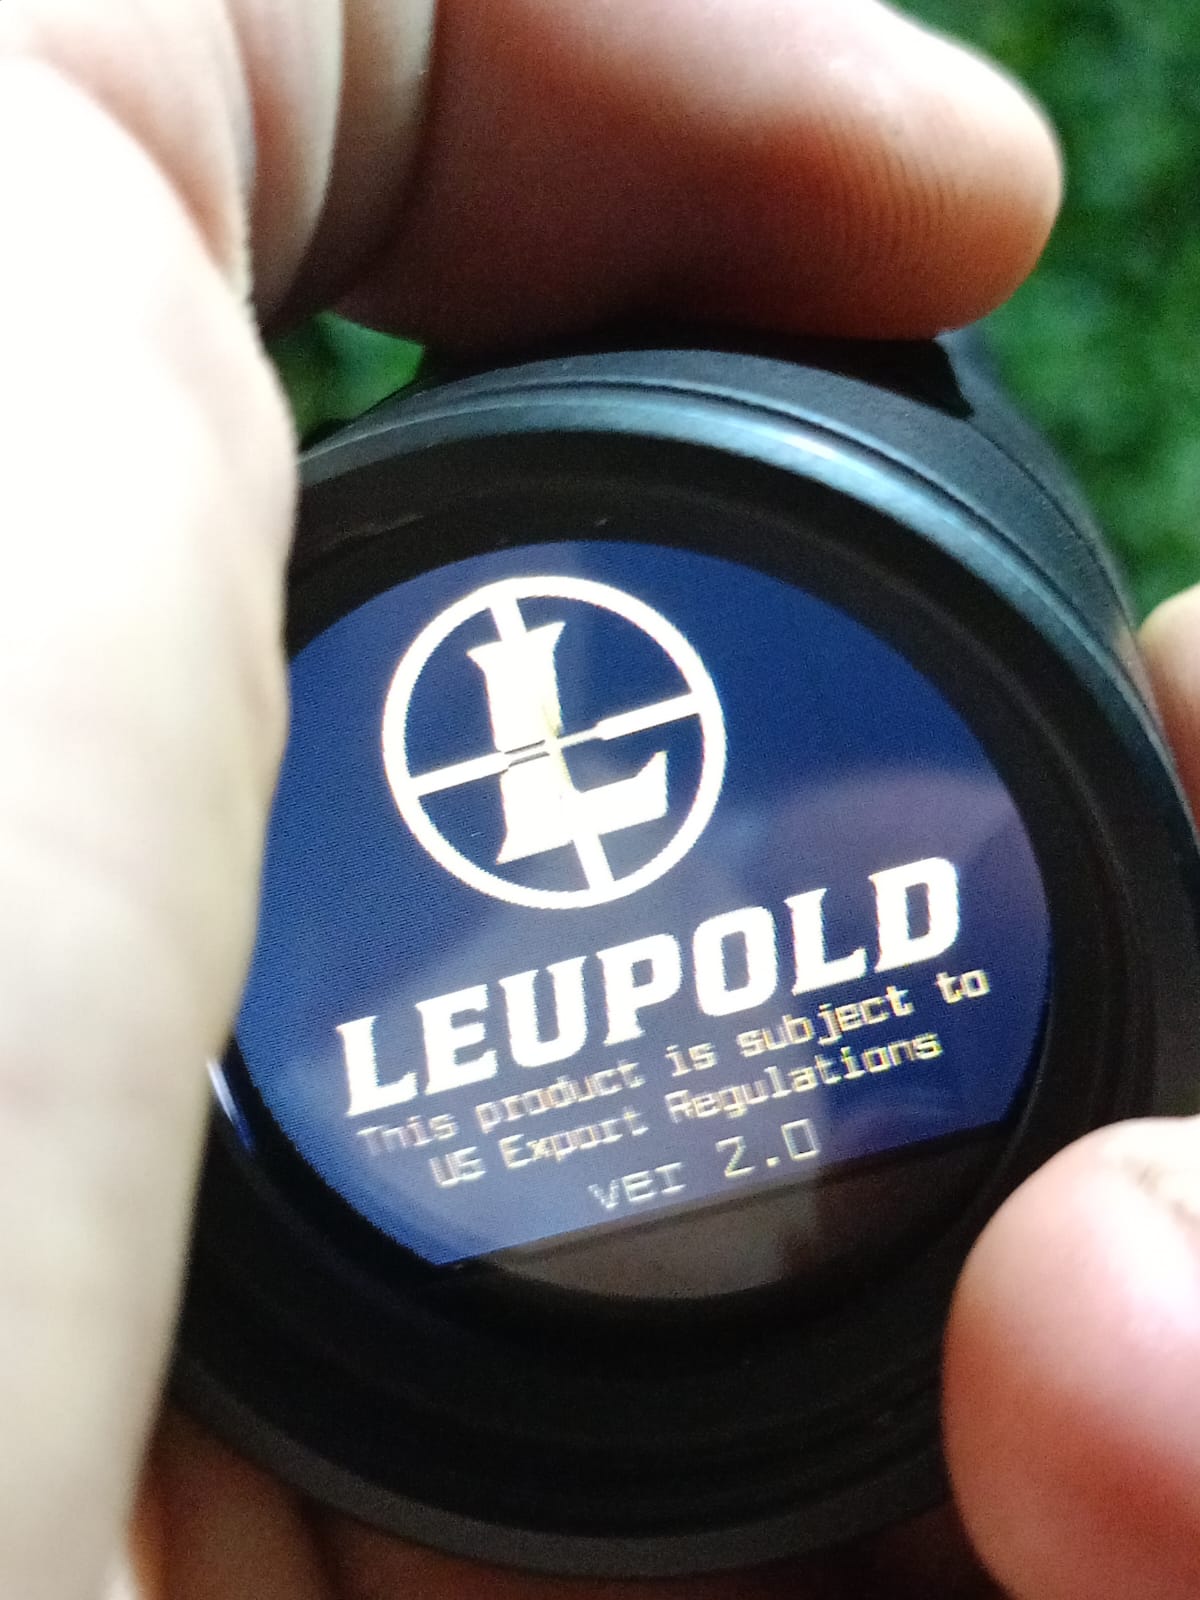 L
LEUPOLD
This product is subject to
US Export Regulations
ver 2.0